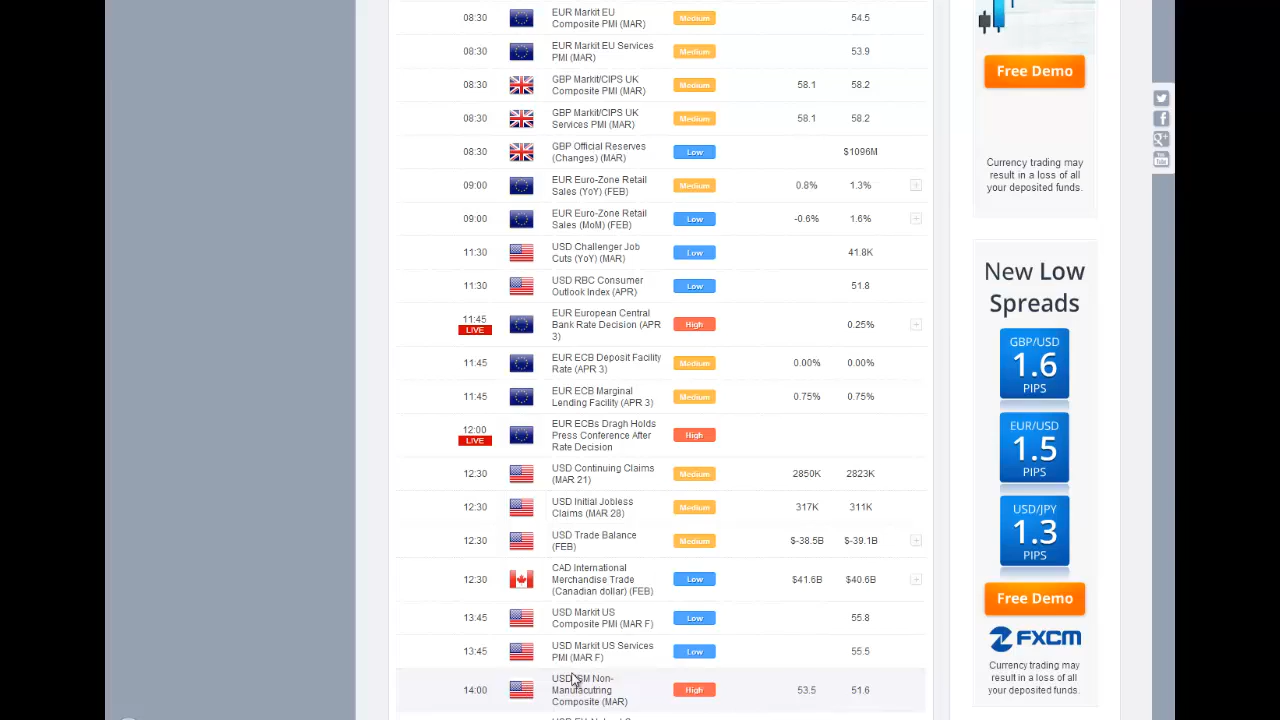 08:30 EUR Markit EU
Composite PMI (MAR) Medium 54.5
08:30 EUR Markit EU Services
PMI (MAR) Medium 53.9
08:30 GBP Markit/CIPS UK
Composite PMI (MAR) Medium 58.1 58.2
08:30 GBP Markit/CIPS UK
Services PMI (MAR) Medium 58.1 58.2
08:30 GBP Official Reserves
(Changes) (MAR) Low $1096M
09:00 EUR Euro-Zone Retail
Sales (YoY) (FEB) Medium 0.8% 1.3%
09:00 EUR Euro-Zone Retail
Sales (MoM) (FEB) Low -0.6% 1.6%
11:30 USD Challenger Job
Cuts (YoY) (MAR) Low 41.8K
11:30 USD RBC Consumer
Outlook Index (APR) Low 51.8
11:45 EUR European Central
LIVE Bank Rate Decision (APR High 0.25%
3)
11:45 EUR ECB Deposit Facility
Rate (APR 3) Medium 0.00% 0.00%
11:45 EUR ECB Marginal
Lending Facility (APR 3) Medium 0.75% 0.75%
12:00 EUR ECBs Dragh Holds
LIVE Press Conference After High
Rate Decision
12:30 USD Continuing Claims
(MAR 21) Medium 2850K 2823K
12:30 USD Initial Jobless
Claims (MAR 28) Medium 317K 311K
12:30 USD Trade Balance
(FEB) Medium $-38.5B $-39.1B
12:30 CAD International
Merchandise Trade Low $41.6B $40.6B
(Canadian dollar) (FEB)
13:45 USD Markit US
Composite PMI (MAR F) Low 55.8
13:45 USD Markit US Services
PMI (MAR F) Low 55.5
14:00 USD ISM Non-
Manufacutring High 53.5 51.6
Composite (MAR)
Free Demo
Currency trading may
result in a loss of all
your deposited funds.
New Low
Spreads
GBP/USD
1.6
PIPS
EUR/USD
1.5
PIPS
USD/JPY
1.3
PIPS
Free Demo
FXCM
Currency trading may
result in a loss of all
your deposited funds.